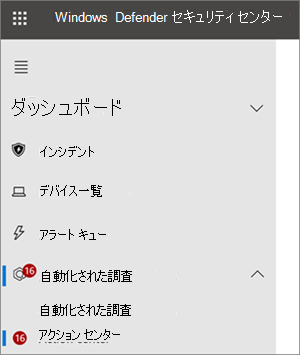 Windows Defender セキュリティ センター
ダッシュボード
インシデント
デバイス一覧
アラート キュー
16
自動化された調査
自動化された調査
16
アクション センター